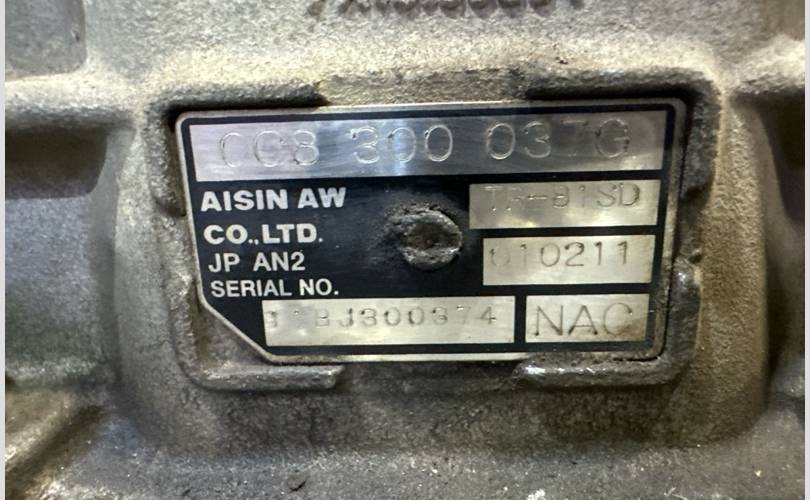 0C8 300 037G
AISIN AW
CO.,LTD.
TR-81SD
JP AN2
010211
SERIAL NO.
NAC